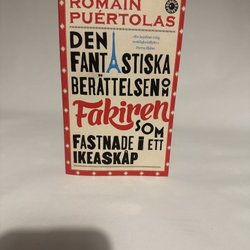 ROMAIN
PUÉRTOLAS
DEN
FANTASTISKA
BERÄTTELSEN OM
Fakiren
SOM
FASTNADE I ETT
IKEASKÅP